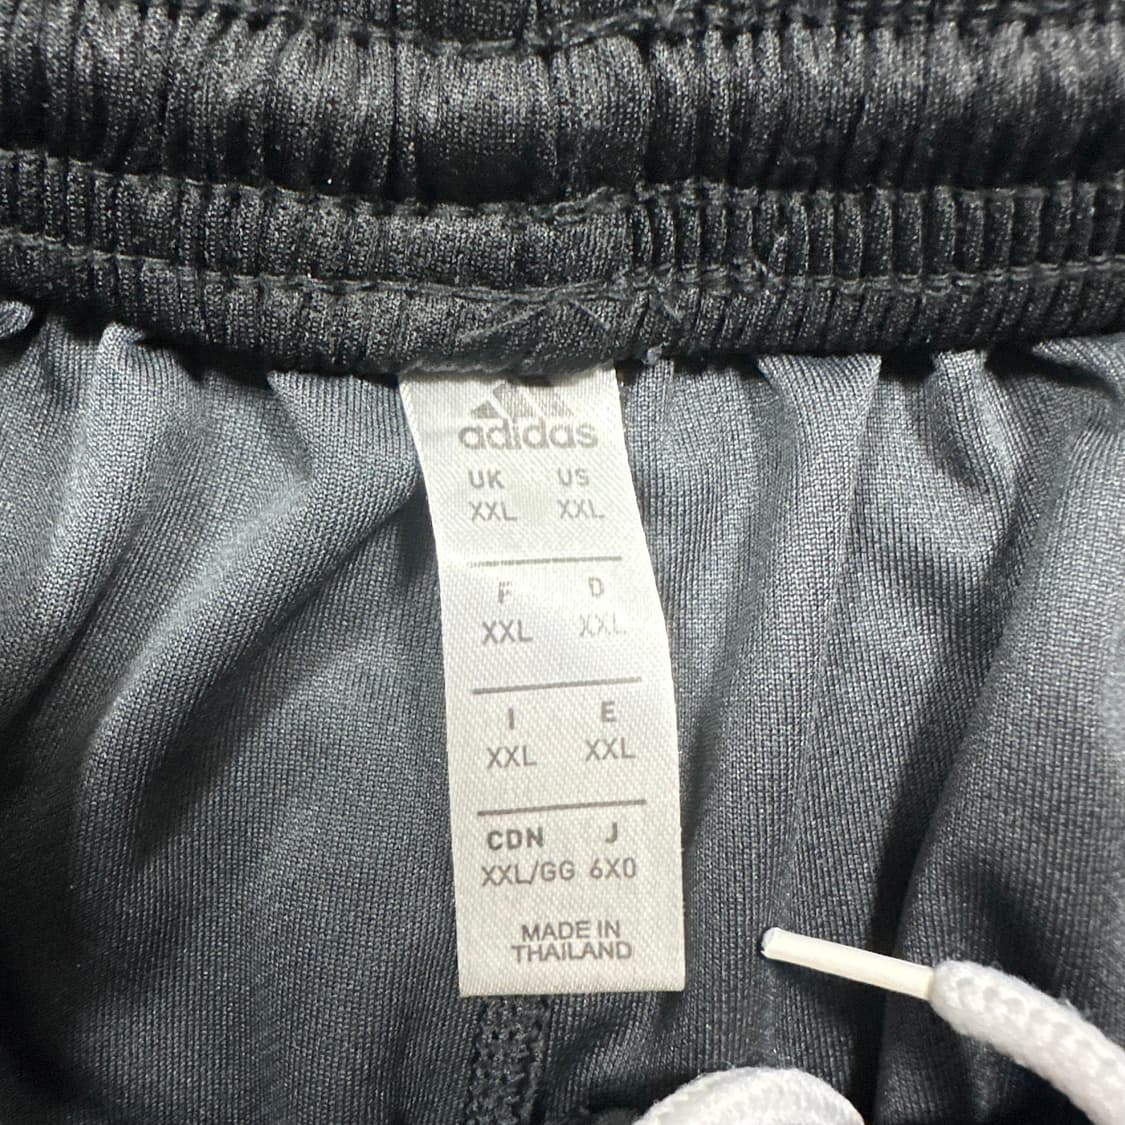 adidas
UK US
XXL XXL
F D
XXL XXL
I E
XXL XXL
CDN J
XXL/GG 6X0
MADE IN
THAILAND